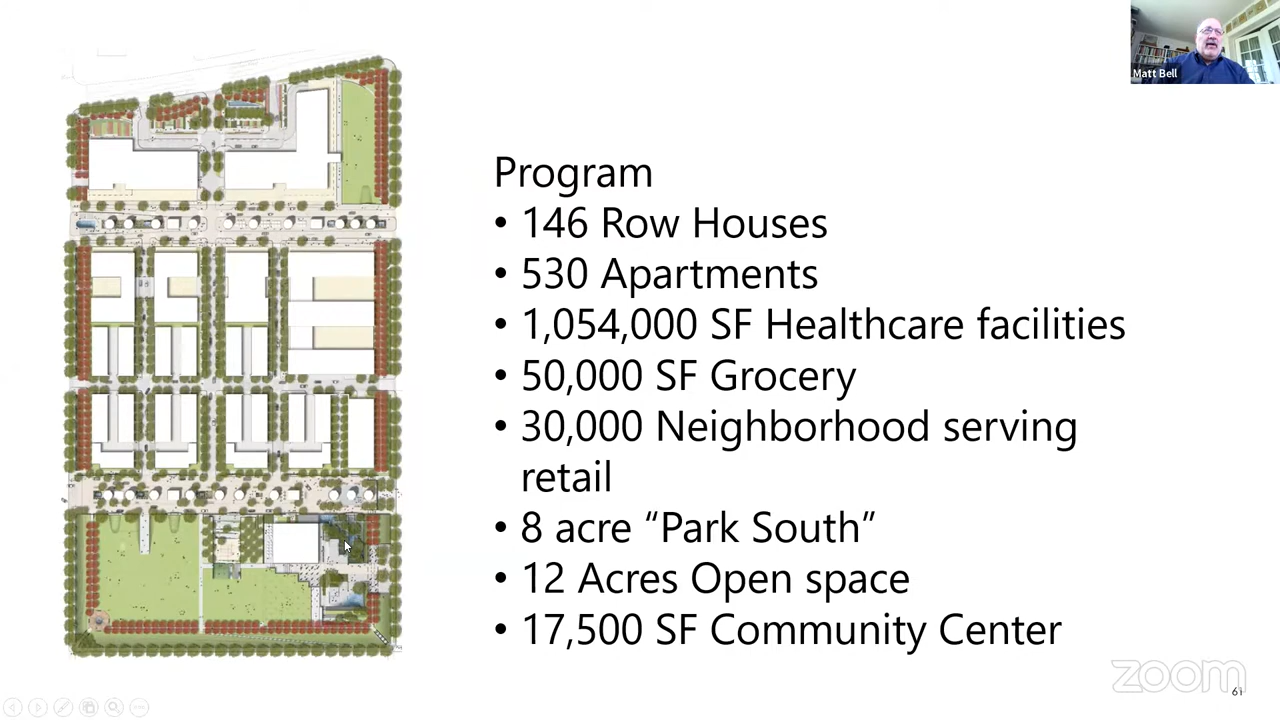 Matt Bell
Program
• 146 Row Houses
• 530 Apartments
• 1,054,000 SF Healthcare facilities
• 50,000 SF Grocery
• 30,000 Neighborhood serving
retail
• 8 acre “Park South”
• 12 Acres Open space
• 17,500 SF Community Center
zoom
61